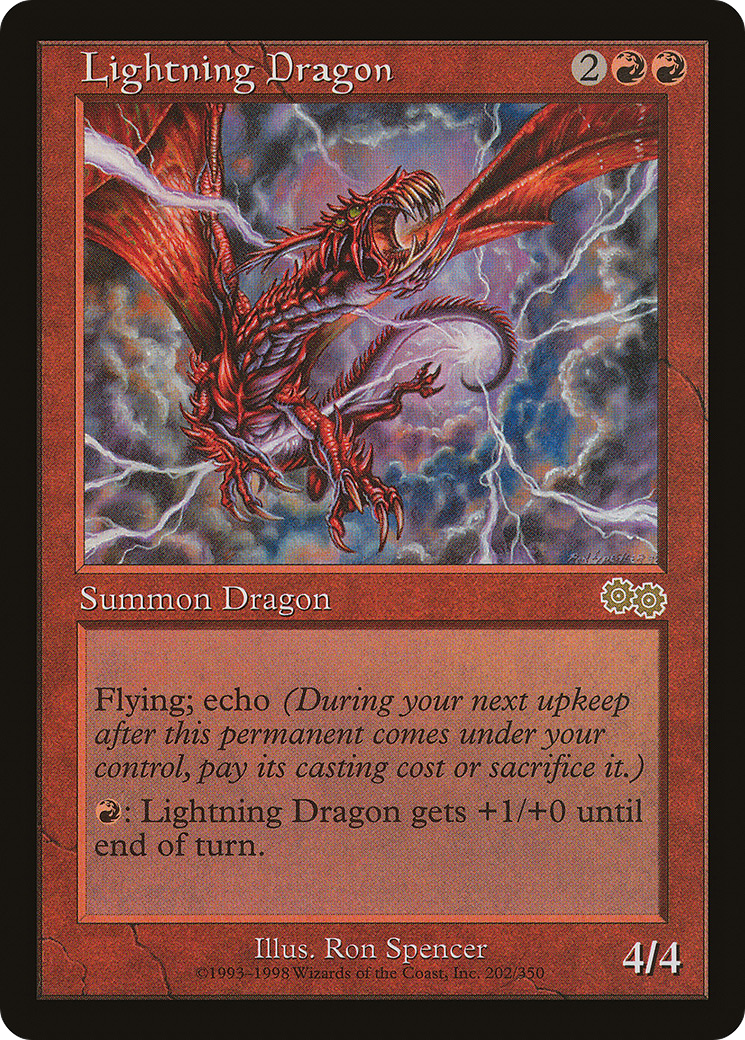 Lightning Dragon 2
Summon Dragon
Flying; echo (During your next upkeep
after this permanent comes under your
control, pay its casting cost or sacrifice it.)
: Lightning Dragon gets +1/+0 until
end of turn.
Illus. Ron Spencer
©1993–1998 Wizards of the Coast, Inc. 202/350
4/4